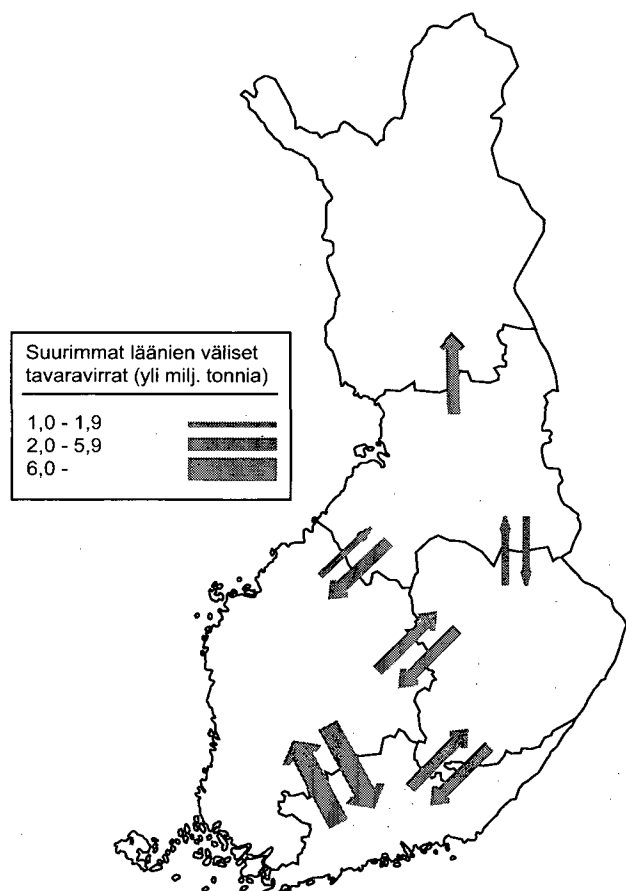 Suurimmat läänien väliset
tavaravirrat (yli milj. tonnia)
1,0 - 1,9
2,0 - 5,9
6,0 -